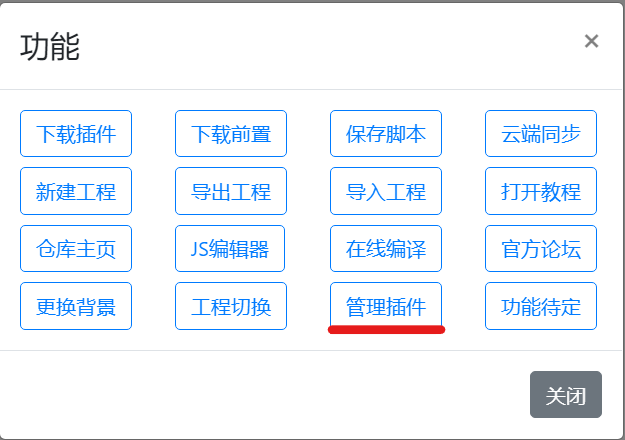 功能
×
下载插件 下载前置 保存脚本 云端同步
新建工程 导出工程 导入工程 打开教程
仓库主页 JS编辑器 在线编译 官方论坛
更换背景 工程切换 管理插件 功能待定
关闭